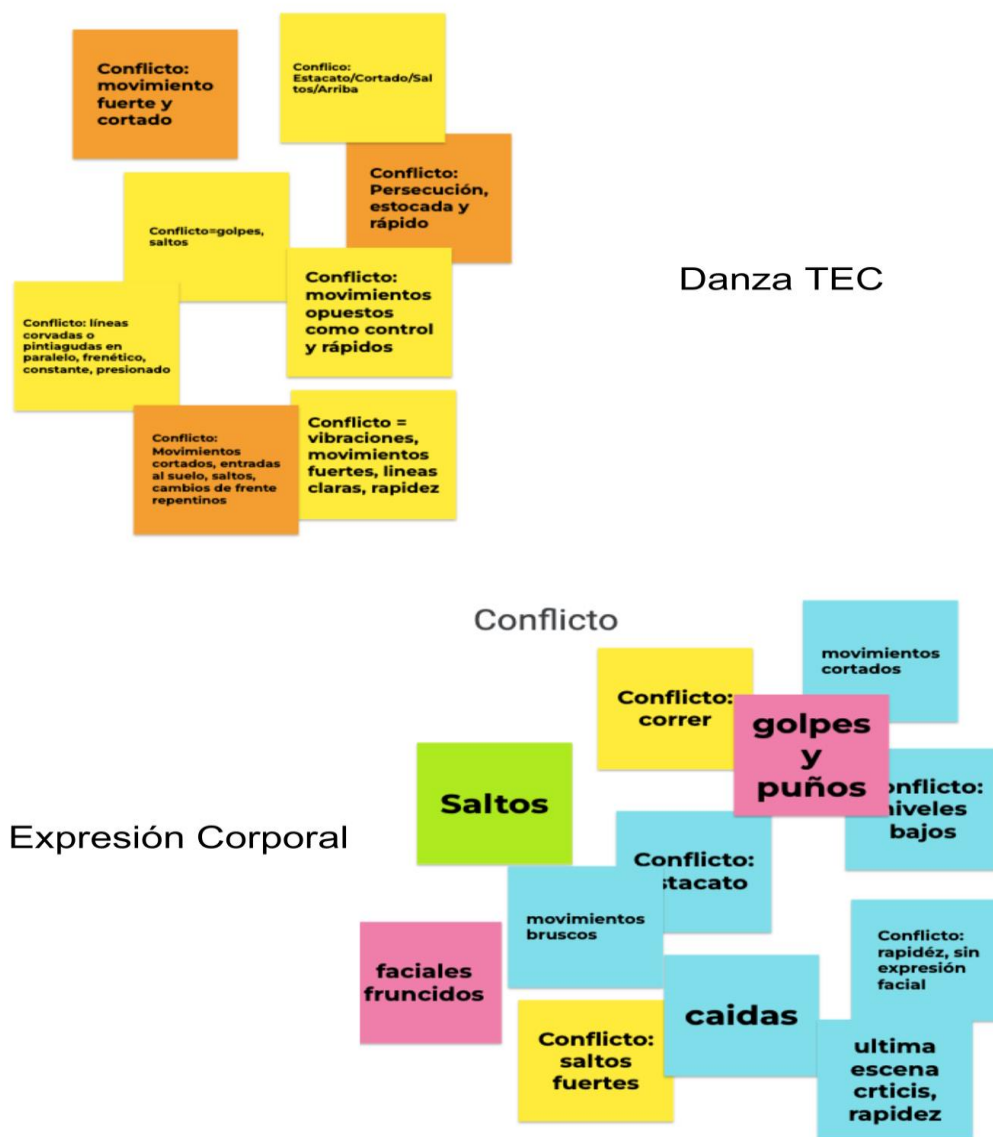 Conflicto:
movimiento
fuerte y
cortado
Conflico:
Estacato/Cortado/Sal
tos/Arriba
Conflicto:
Persecución,
estocada y
rápido
Conflicto=golpes,
saltos
Conflicto:
movimientos
opuestos
como control
y rápidos
Danza TEC
Conflicto: líneas
corvadas o
pintiagudas en
paralelo, frenético,
constante, presionado
Conflicto:
Movimientos
cortados, entradas
al suelo, saltos,
cambios de frente
repentinos
Conflicto =
vibraciones,
movimientos
fuertes, lineas
claras, rapidez
Conflicto
movimientos
cortados
Conflicto:
correr
golpes
y
puños
onflicto:
niveles
bajos
Saltos
Expresión Corporal
Conflicto:
stacato
movimientos
bruscos
faciales
fruncidos
Conflicto:
rapidéz, sin
expresión
facial
caidas
Conflicto:
saltos
fuertes
ultima
escena
crticis,
rapidez